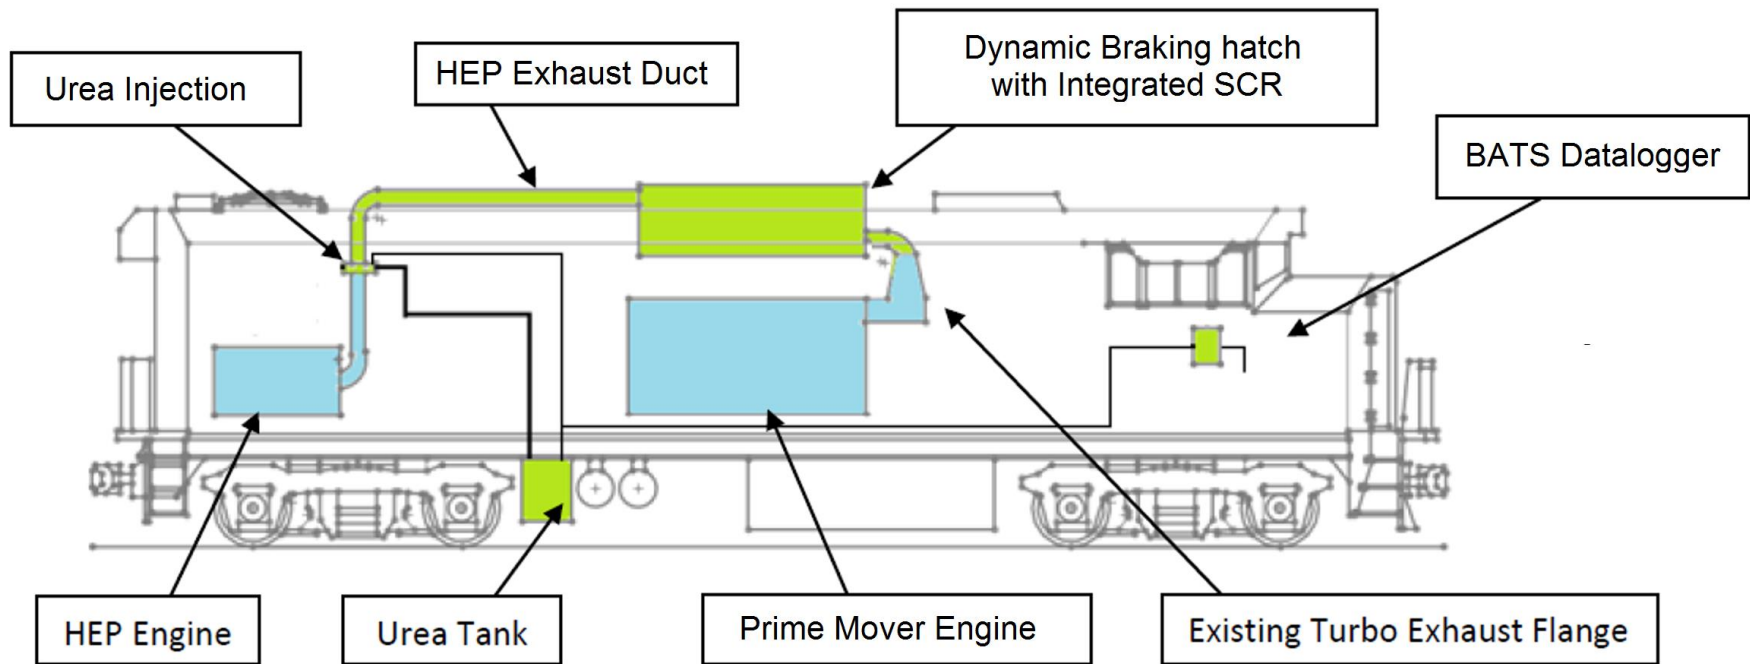 Urea Injection
HEP Exhaust Duct
Dynamic Braking hatch
with Integrated SCR
BATS Datalogger
HEP Engine
Urea Tank
Prime Mover Engine
Existing Turbo Exhaust Flange